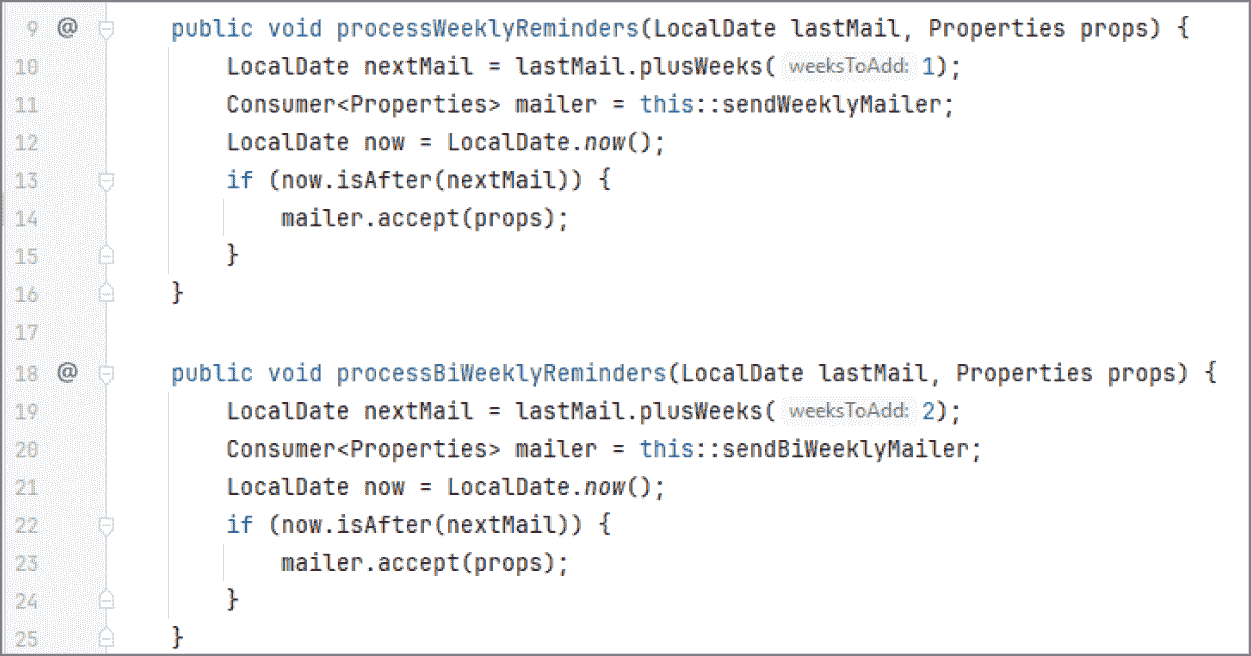 9 @ public void processWeeklyReminders(LocalDate lastMail, Properties props) {
10 LocalDate nextMail = lastMail.plusWeeks( weeksToAdd: 1);
11 Consumer<Properties> mailer = this::sendWeeklyMailer;
12 LocalDate now = LocalDate.now();
13 if (now.isAfter(nextMail)) {
14 mailer.accept(props);
15 }
16 }
17
18 @ public void processBiWeeklyReminders(LocalDate lastMail, Properties props) {
19 LocalDate nextMail = lastMail.plusWeeks( weeksToAdd: 2);
20 Consumer<Properties> mailer = this::sendBiWeeklyMailer;
21 LocalDate now = LocalDate.now();
22 if (now.isAfter(nextMail)) {
23 mailer.accept(props);
24 }
25 }